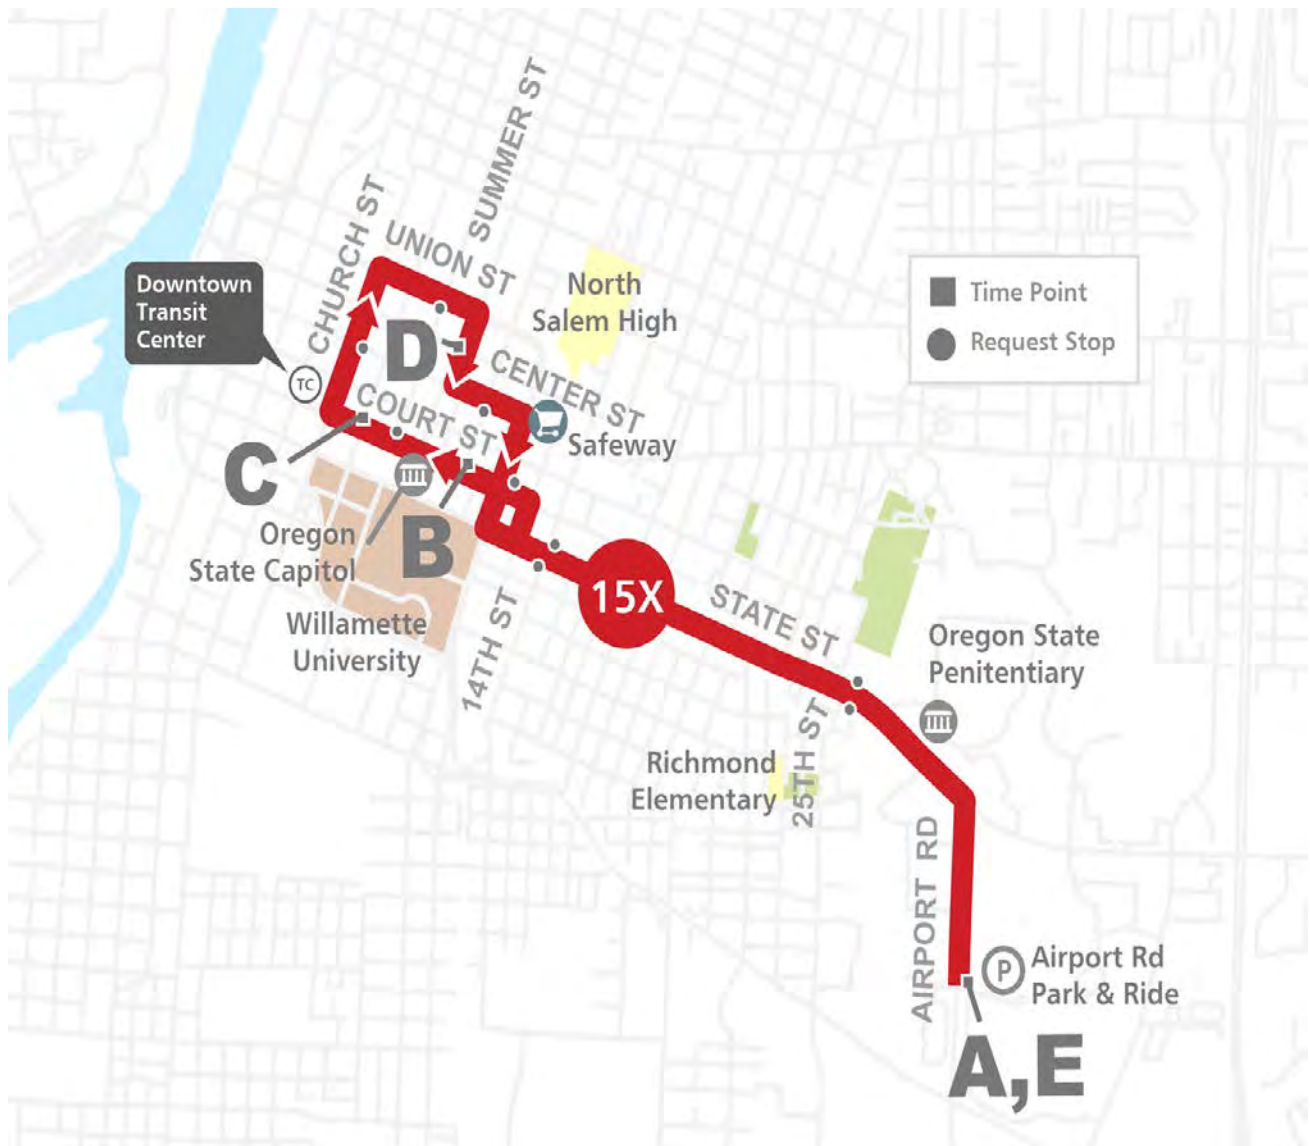 SUMMER ST
CHURCH ST
UNION ST
Downtown
Transit
Center
TC
North
Salem High
Time Point
Request Stop
D
CENTER ST
COURT ST
Safeway
C
B
Oregon
State Capitol
Willamette
University
14TH ST
15X
STATE ST
Oregon State
Penitentiary
25TH ST
Richmond
Elementary
AIRPORT RD
P
Airport Rd
Park & Ride
A,E